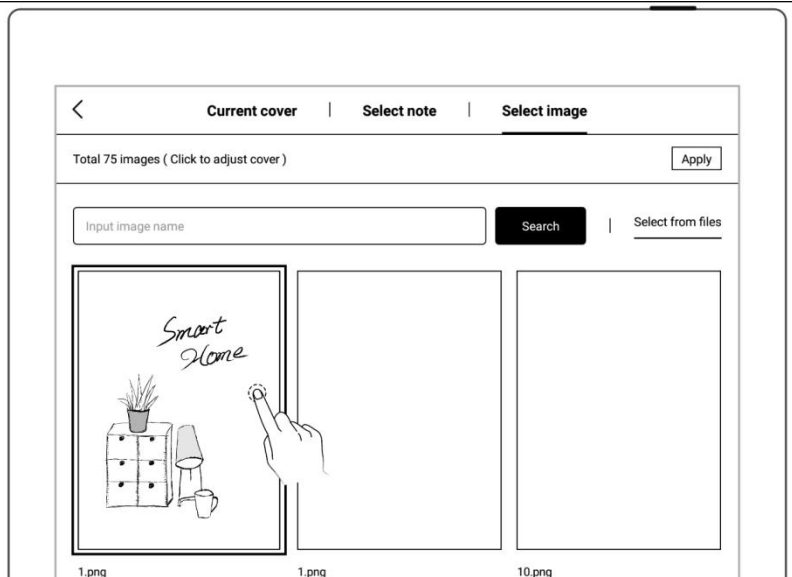 Current cover | Select note | Select image
Total 75 images ( Click to adjust cover ) Apply
Input image name Search | Select from files
Smart
Home
1.png 1.png 10.png